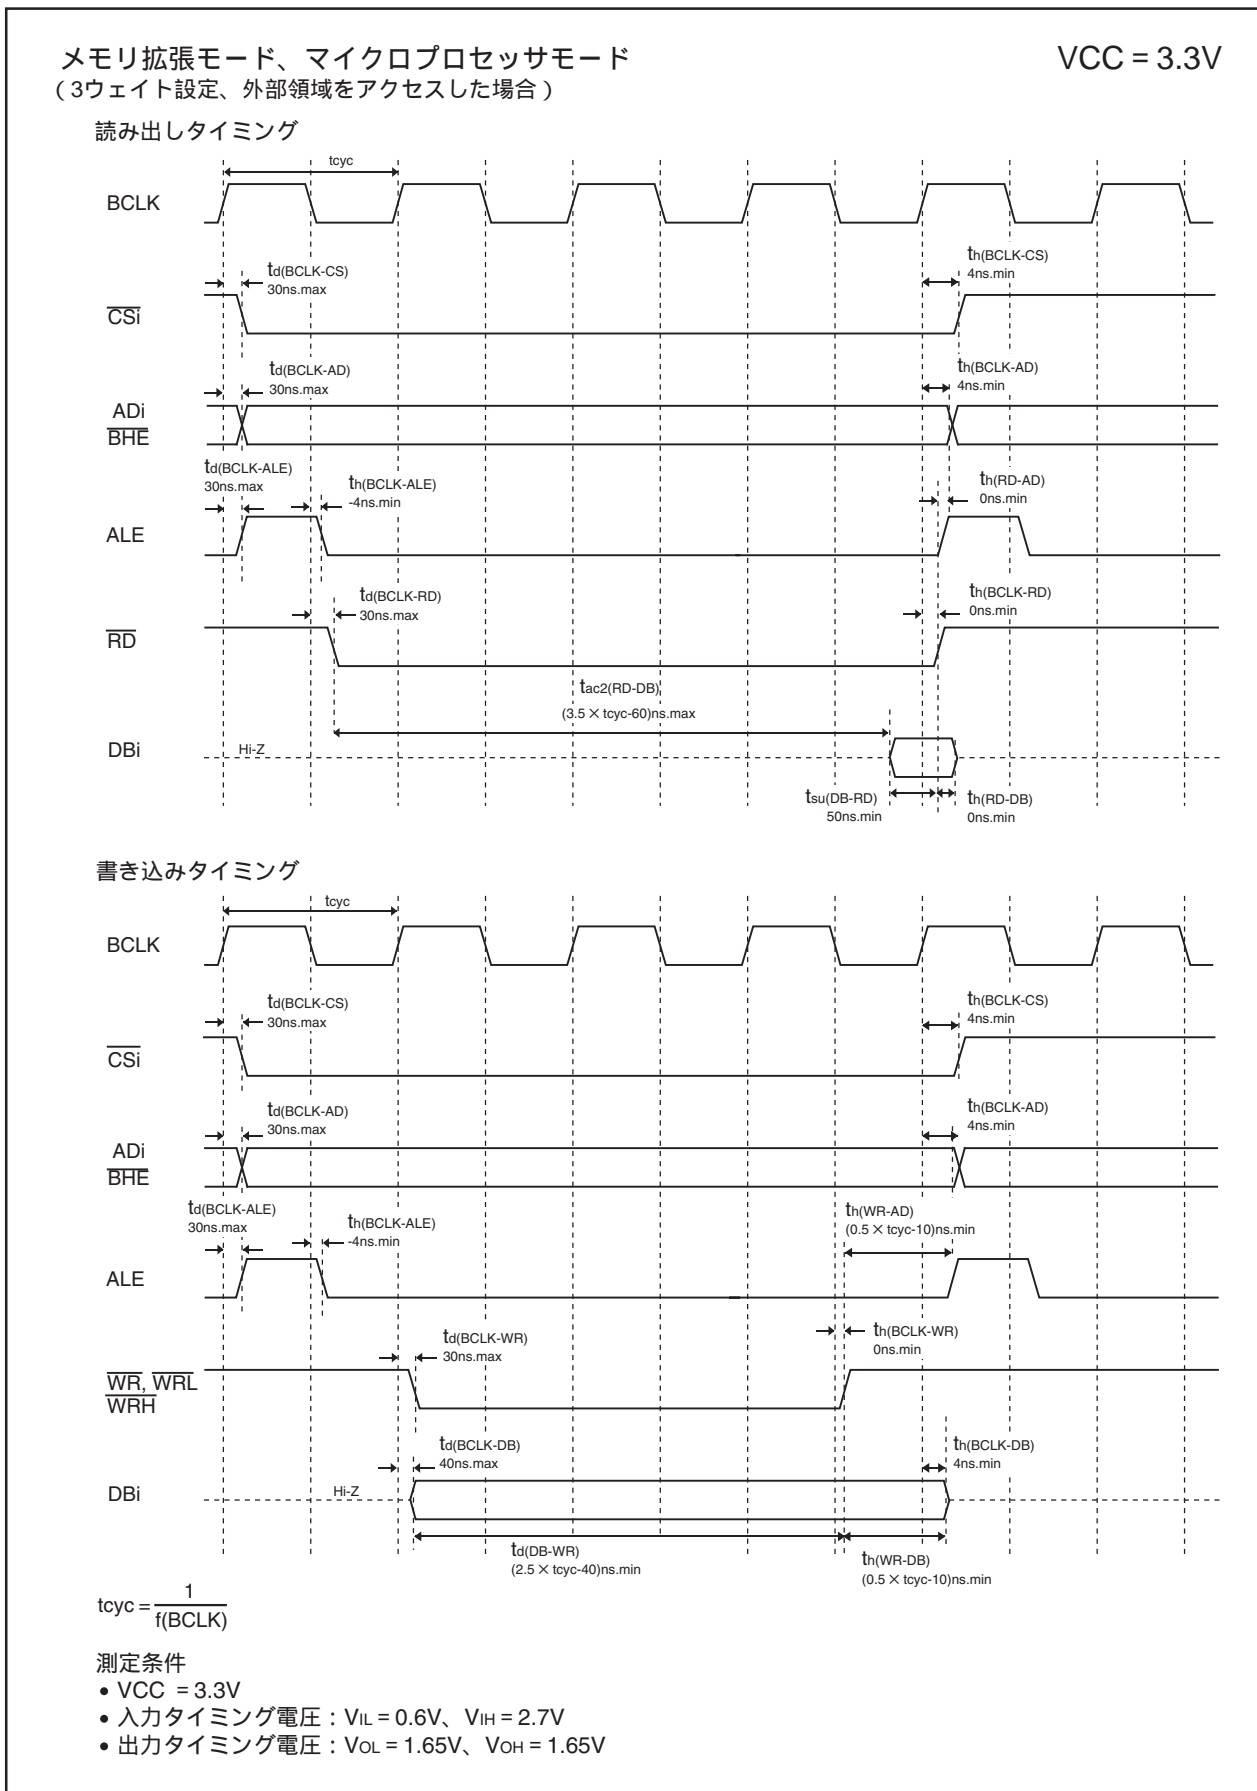 メモリ拡張モード、マイクロプロセッサモード
VCC = 3.3V
(3ウェイト設定、外部領域をアクセスした場合)
読み出しタイミング
tcyc
BCLK
td(BCLK-CS)
30ns.max
th(BCLK-CS)
4ns.min
CSi
td(BCLK-AD)
30ns.max
th(BCLK-AD)
4ns.min
ADi
BHE
td(BCLK-ALE)
30ns.max
th(BCLK-ALE)
-4ns.min
th(RD-AD)
0ns.min
ALE
td(BCLK-RD)
30ns.max
th(BCLK-RD)
0ns.min
RD
tac2(RD-DB)
(3.5 × tcyc-60)ns.max
DBi
Hi-Z
tsu(DB-RD)
50ns.min
th(RD-DB)
0ns.min
書き込みタイミング
tcyc
BCLK
td(BCLK-CS)
30ns.max
th(BCLK-CS)
4ns.min
CSi
td(BCLK-AD)
30ns.max
th(BCLK-AD)
4ns.min
ADi
BHE
td(BCLK-ALE)
30ns.max
th(BCLK-ALE)
-4ns.min
th(WR-AD)
(0.5 × tcyc-10)ns.min
ALE
td(BCLK-WR)
30ns.max
th(BCLK-WR)
0ns.min
WR, WRL
WRH
td(BCLK-DB)
40ns.max
th(BCLK-DB)
4ns.min
DBi
Hi-Z
td(DB-WR)
(2.5 × tcyc-40)ns.min
th(WR-DB)
(0.5 × tcyc-10)ns.min
tcyc = 1 / f(BCLK)
測定条件
• VCC = 3.3V
• 入力タイミング電圧：VIL = 0.6V、VIH = 2.7V
• 出力タイミング電圧：VOL = 1.65V、VOH = 1.65V